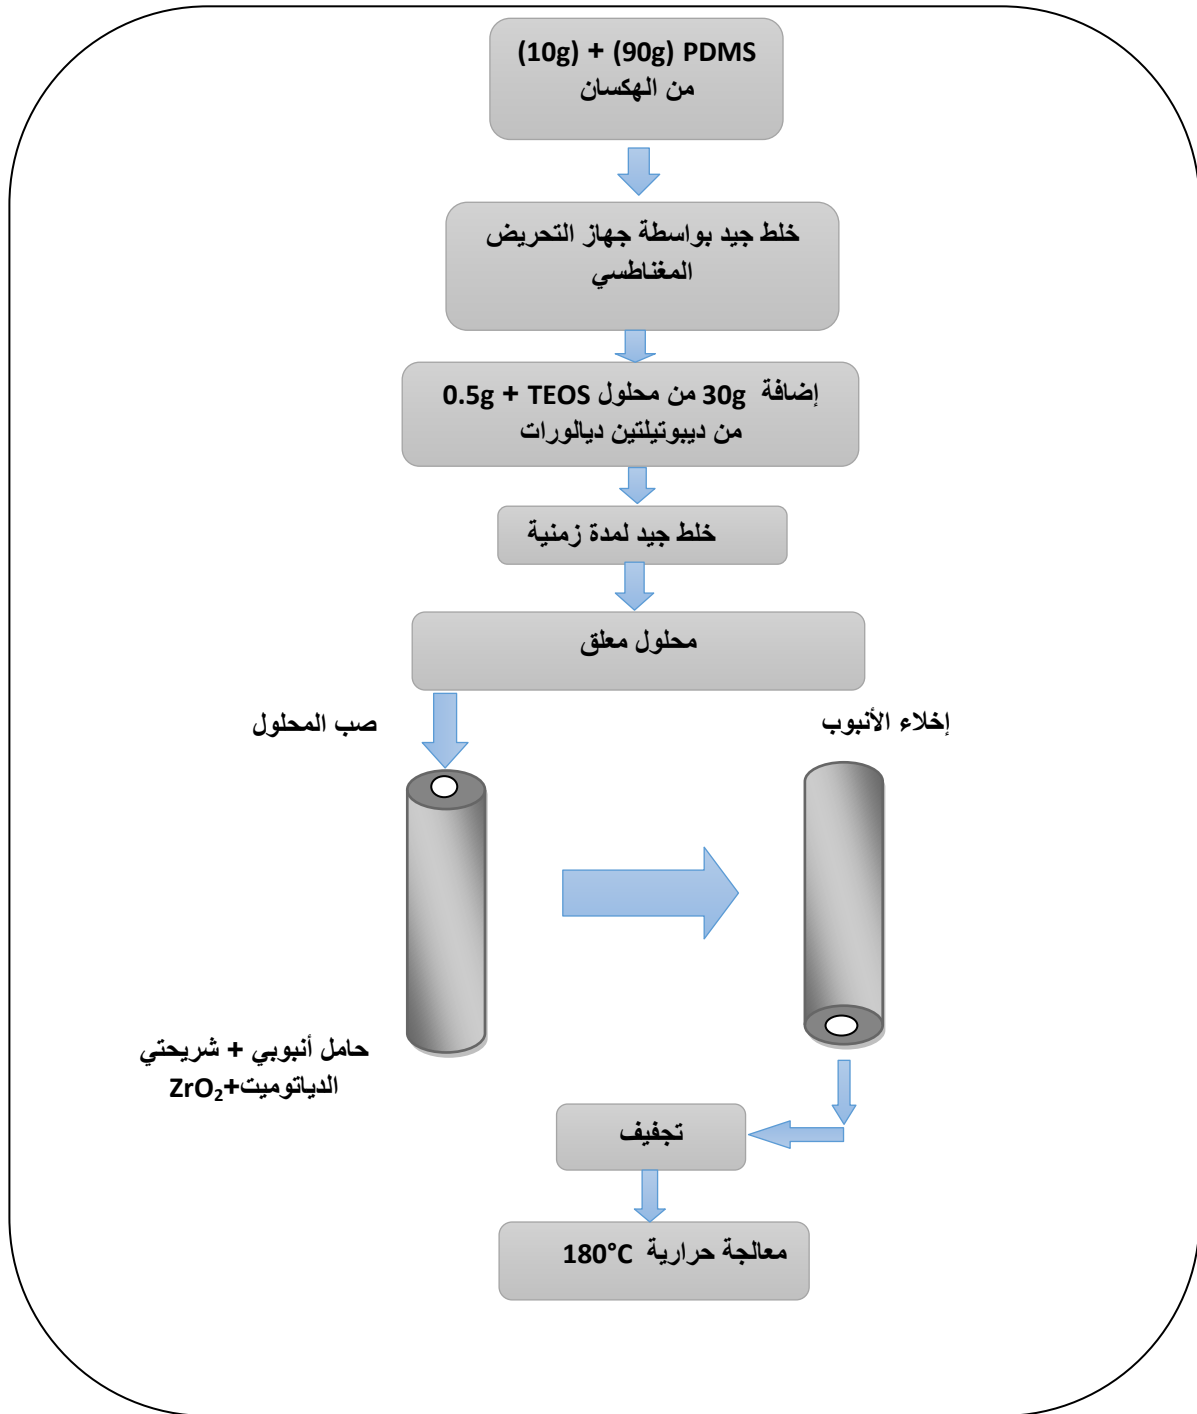 (10g) + (90g) PDMS
من الهكسان
خلط جيد بواسطة جهاز التحريض
المغناطسي
إضافة 30g من محلول TEOS + 0.5g
من ديبوتيلتين ديالورات
خلط جيد لمدة زمنية
محلول معلق
صب المحلول
إخلاء الأنبوب
حامل أنبوبي + شريحتي
الدياتوميت+ZrO₂
تجفيف
معالجة حرارية 180°C